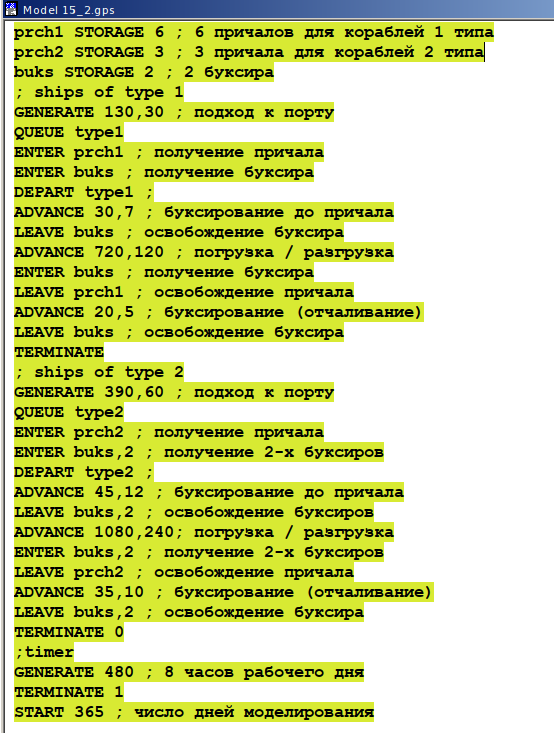 Model 15_2.gps
prch1 STORAGE 6 ; 6 причалов для кораблей 1 типа
prch2 STORAGE 3 ; 3 причала для кораблей 2 типа
buks STORAGE 2 ; 2 буксира
; ships of type 1
GENERATE 130,30 ; подход к порту
QUEUE type1
ENTER prch1 ; получение причала
ENTER buks ; получение буксира
DEPART type1 ;
ADVANCE 30,7 ; буксирование до причала
LEAVE buks ; освобождение буксира
ADVANCE 720,120 ; погрузка / разгрузка
ENTER buks ; получение буксира
LEAVE prch1 ; освобождение причала
ADVANCE 20,5 ; буксирование (отчаливание)
LEAVE buks ; освобождение буксира
TERMINATE
; ships of type 2
GENERATE 390,60 ; подход к порту
QUEUE type2
ENTER prch2 ; получение причала
ENTER buks,2 ; получение 2-х буксиров
DEPART type2 ;
ADVANCE 45,12 ; буксирование до причала
LEAVE buks,2 ; освобождение буксиров
ADVANCE 1080,240; погрузка / разгрузка
ENTER buks,2 ; получение 2-х буксиров
LEAVE prch2 ; освобождение причала
ADVANCE 35,10 ; буксирование (отчаливание)
LEAVE buks,2 ; освобождение буксира
TERMINATE 0
;timer
GENERATE 480 ; 8 часов рабочего дня
TERMINATE 1
START 365 ; число дней моделирования